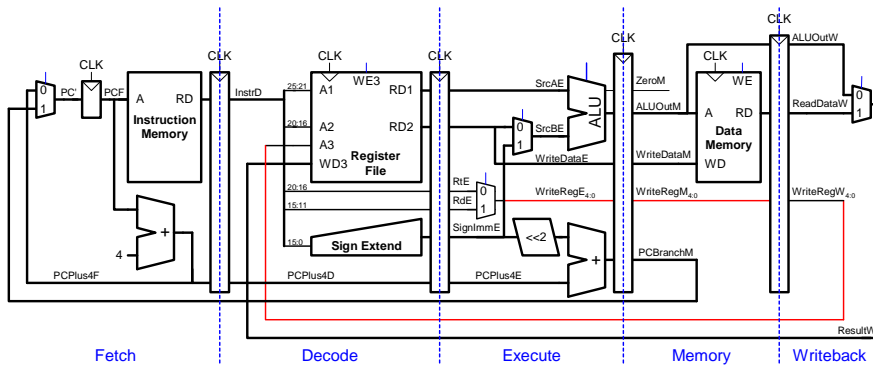 CLK
CLK
CLK
CLK
CLK
CLK
CLK
ALUOutW
0
1
PC'
PCF
A
RD
Instruction
Memory
InstrD
25:21
A1
WE3
RD1
20:16
A2
RD2
A3
WD3
Register
File
SrcAE
0
1
SrcBE
ALU
ZeroM
ALUOutM
WE
A
RD
Data
Memory
WD
ReadDataW
0
1
WriteDataE
WriteDataM
20:16
RtE
0
15:11
RdE
1
WriteRegE4:0
WriteRegM4:0
WriteRegW4:0
SignImmE
15:0
Sign Extend
<<2
+
4
+
PCBranchM
PCPlus4F
PCPlus4D
PCPlus4E
ResultW
Fetch
Decode
Execute
Memory
Writeback